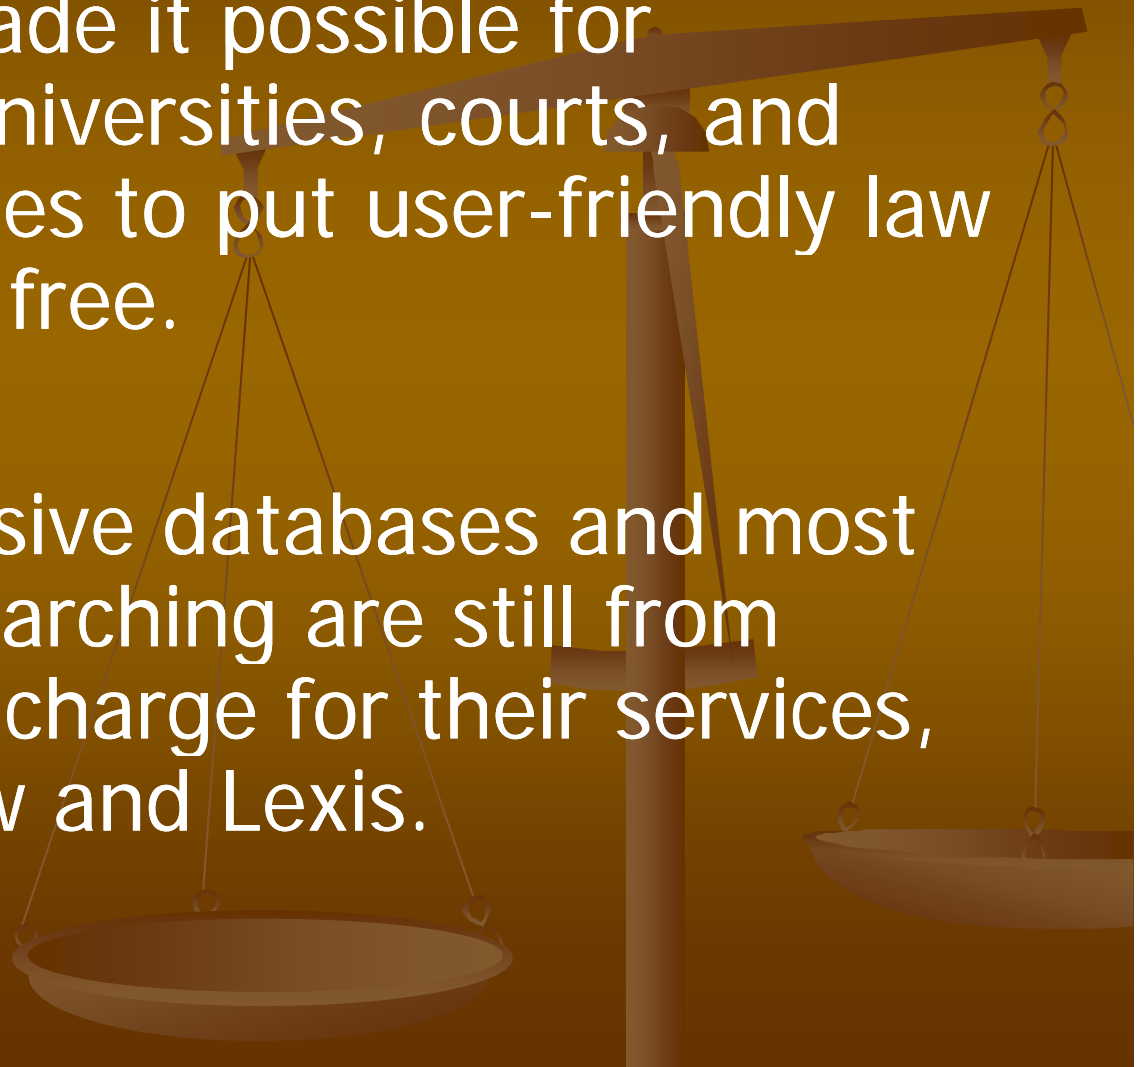 ade it possible for
niversities, courts, and
es to put user-friendly law
free.
sive databases and most
arching are still from
charge for their services,
w and Lexis.